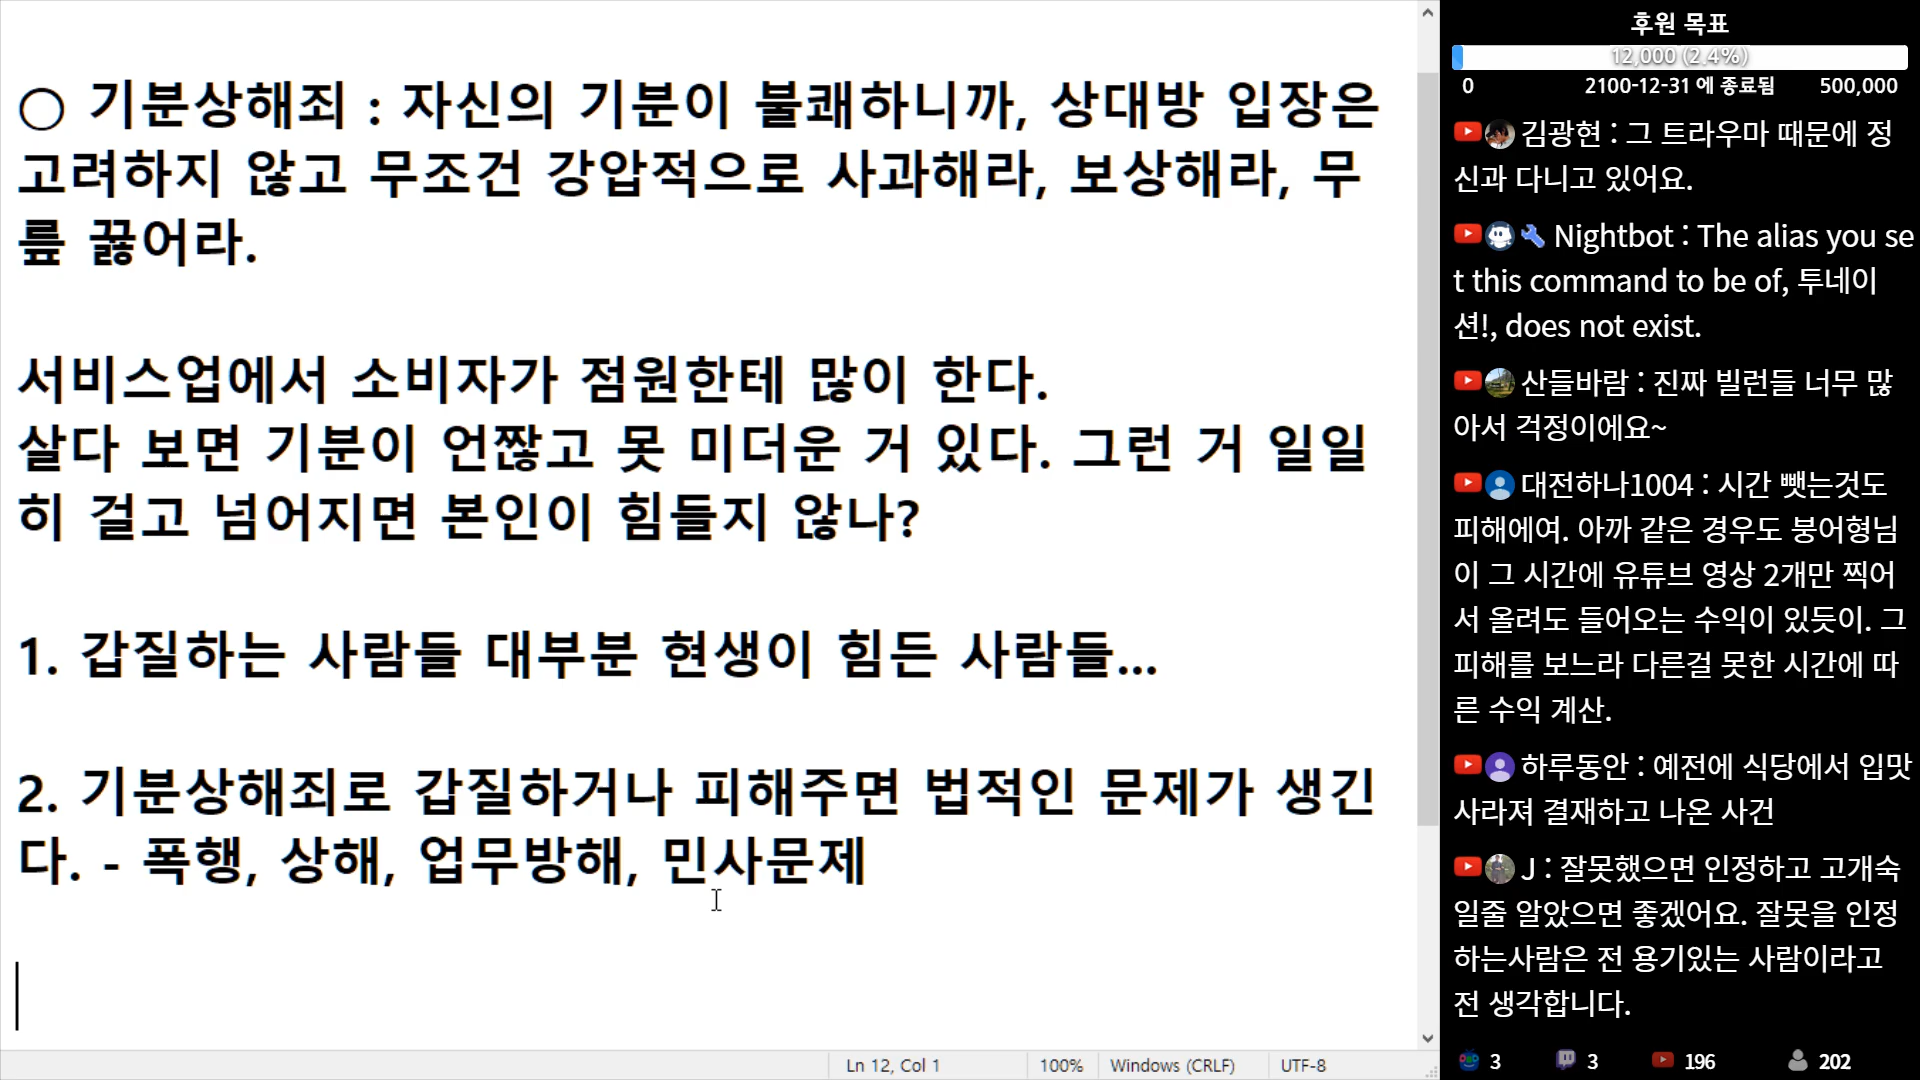 ○ 기분상해죄 : 자신의 기분이 불쾌하니까, 상대방 입장은
고려하지 않고 무조건 강압적으로 사과해라, 보상해라, 무
릎 꿇어라.
서비스업에서 소비자가 점원한테 많이 한다.
살다 보면 기분이 언짢고 못 미더운 거 있다. 그런 거 일일
히 걸고 넘어지면 본인이 힘들지 않나?
1. 갑질하는 사람들 대부분 현생이 힘든 사람들...
2. 기분상해죄로 갑질하거나 피해주면 법적인 문제가 생긴
다. - 폭행, 상해, 업무방해, 민사문제
Ln 12, Col 1
100%
Windows (CRLF)
UTF-8
후원 목표
12,000 (2.4%)
0 2100-12-31 에 종료됨 500,000
김광현 : 그 트라우마 때문에 정
신과 다니고 있어요.
Nightbot : The alias you se
t this command to be of, 투네이
션!, does not exist.
산들바람 : 진짜 빌런들 너무 많
아서 걱정이에요~
대전하나1004 : 시간 뺏는것도
피해에여. 아까 같은 경우도 붕어형님
이 그 시간에 유튜브 영상 2개만 찍어
서 올려도 들어오는 수익이 있듯이. 그
피해를 보느라 다른걸 못한 시간에 따
른 수익 계산.
하루동안 : 예전에 식당에서 입맛
사라져 결재하고 나온 사건
J : 잘못했으면 인정하고 고개숙
일줄 알았으면 좋겠어요. 잘못을 인정
하는사람은 전 용기있는 사람이라고
전 생각합니다.
3 3 196 202